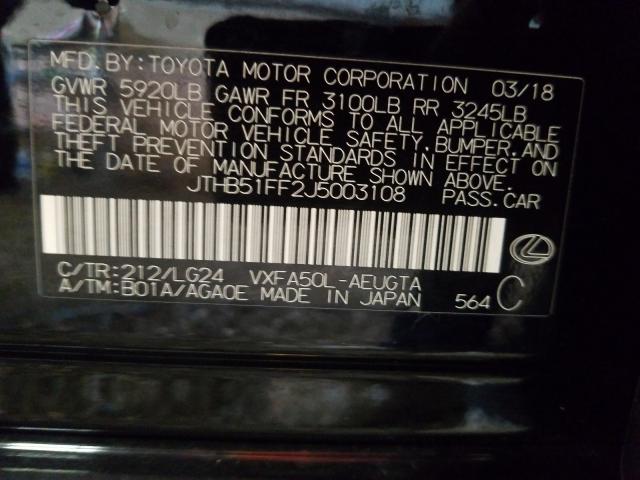 MFD.BY:TOYOTA MOTOR CORPORATION 03/18
GVWR 5920LB GAWR FR 3100LB RR 3245LB
THIS VEHICLE CONFORMS TO ALL APPLICABLE
FEDERAL MOTOR VEHICLE SAFETY,BUMPER,AND
THEFT PREVENTION STANDARDS IN EFFECT ON
THE DATE OF MANUFACTURE SHOWN ABOVE.
JTHB51FF2J5003108 PASS.CAR
C/TR:212/LG24 VXFA50L-AEUGTA
A/TM:B01A/AGA0E MADE IN JAPAN 564 C